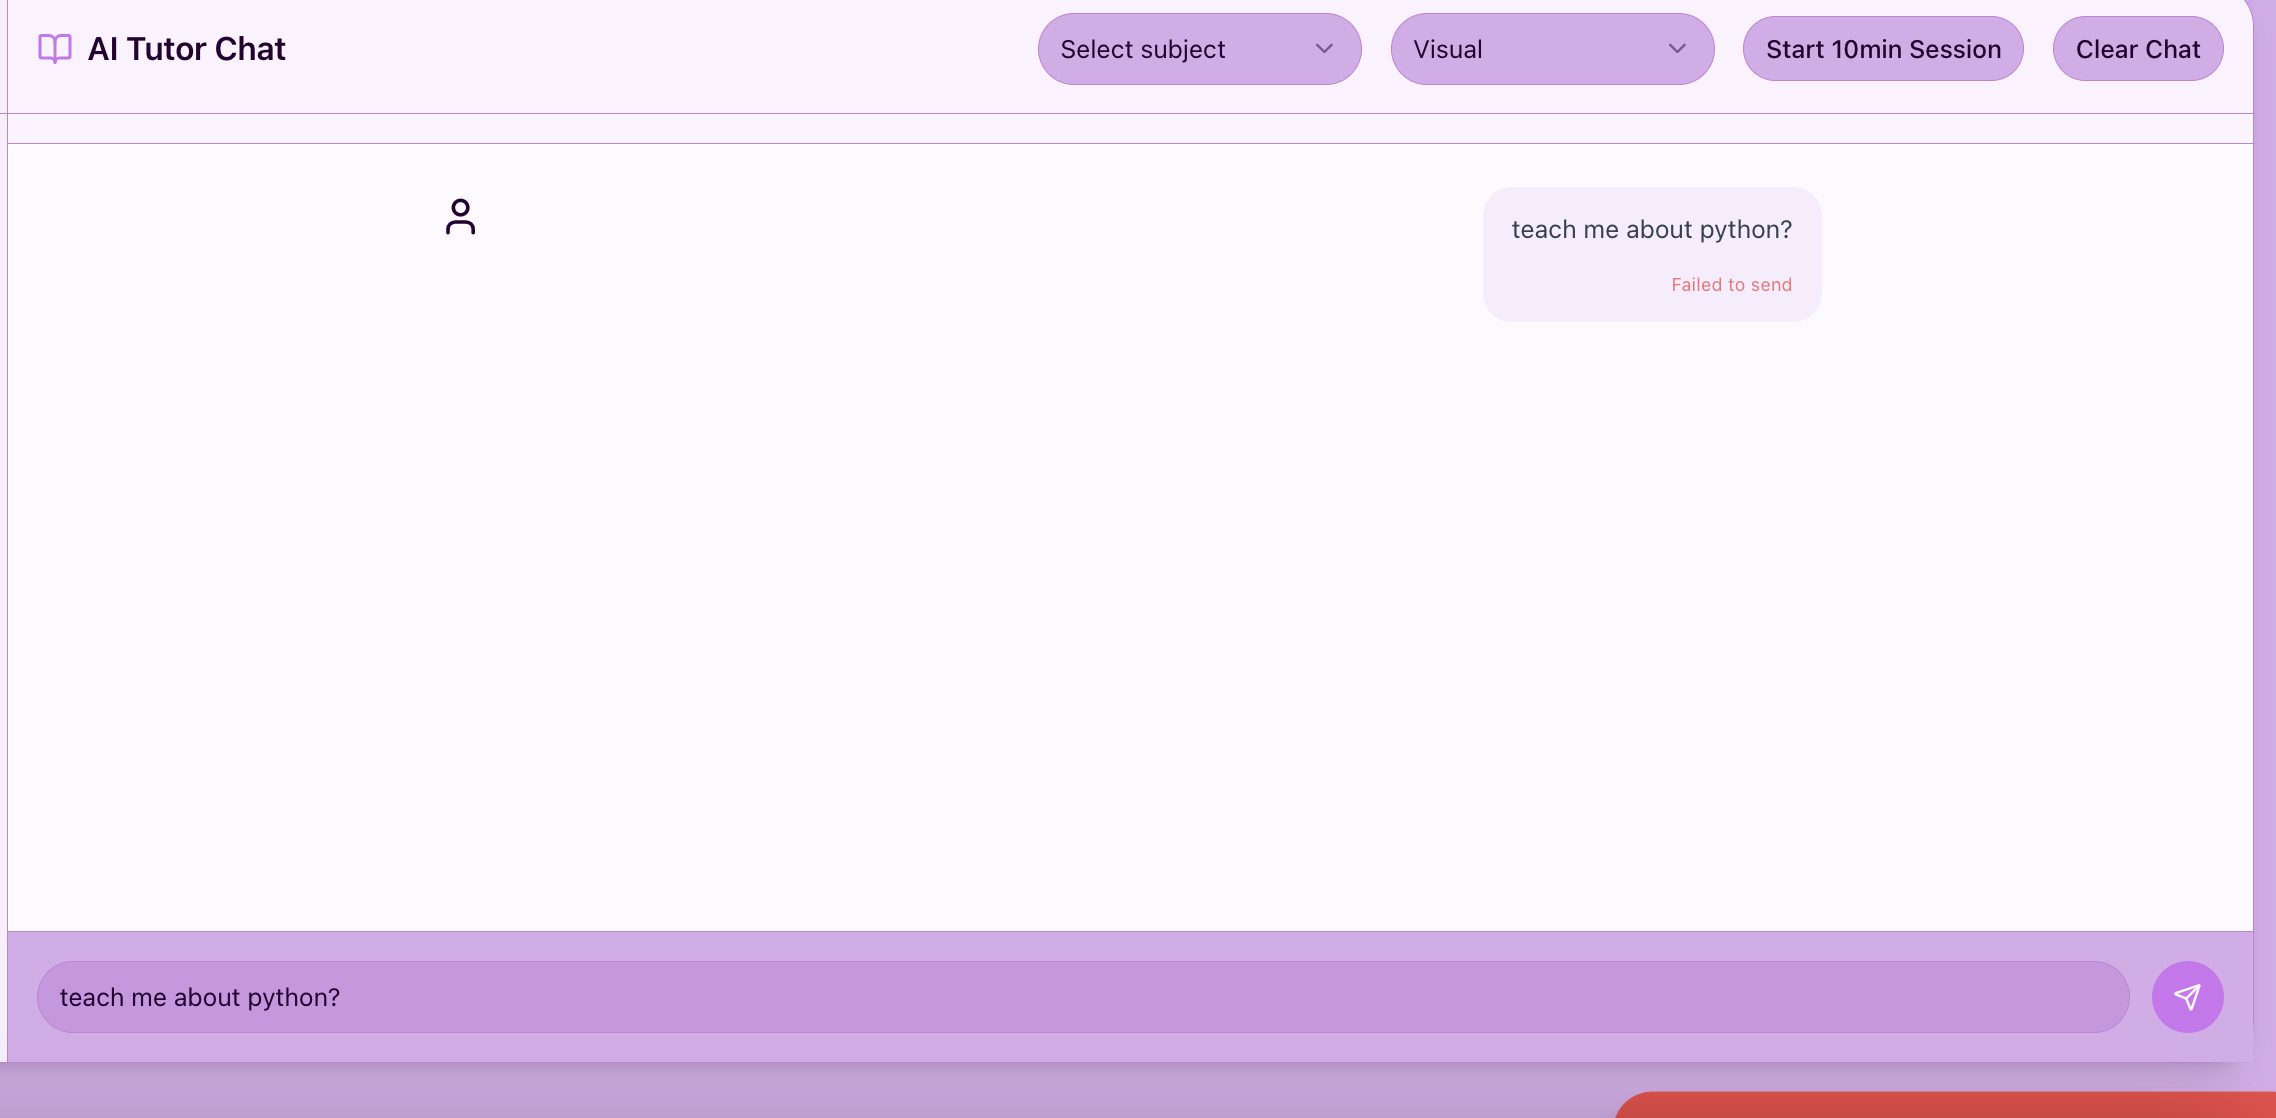 AI Tutor Chat
Select subject
Visual
Start 10min Session
Clear Chat
teach me about python?
Failed to send
teach me about python?